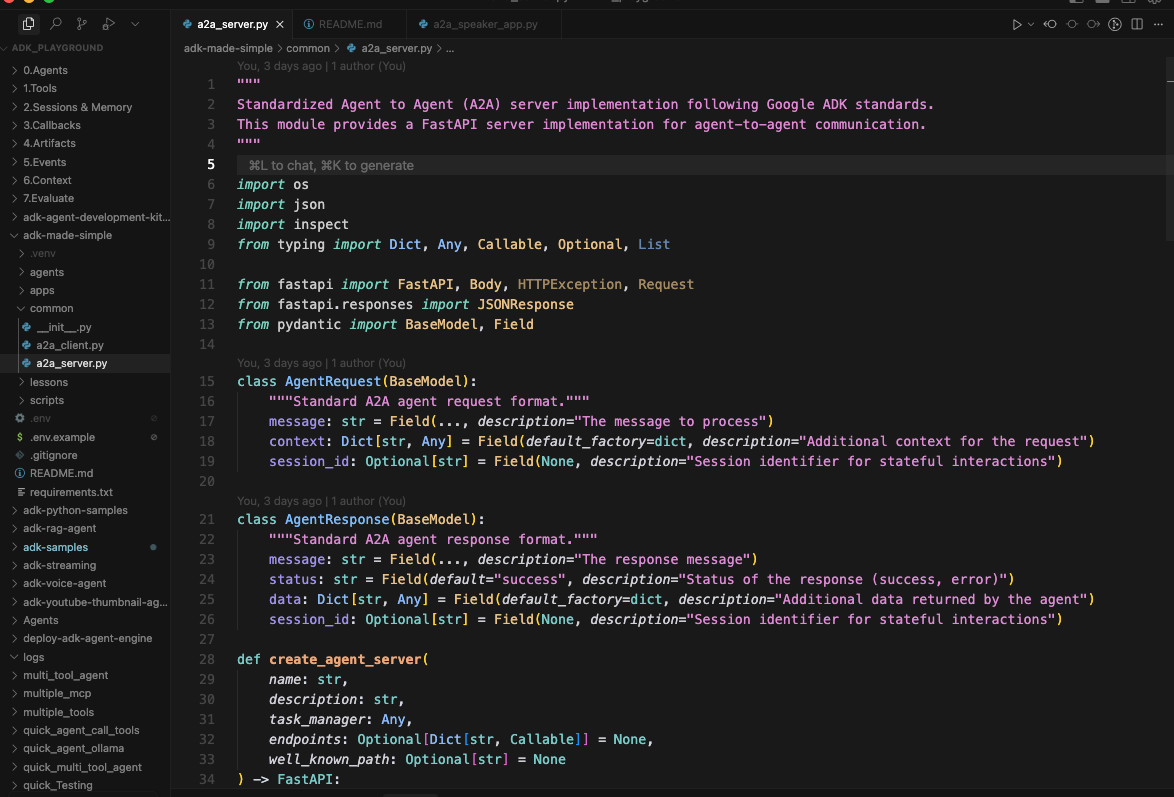 a2a_server.py
README.md
a2a_speaker_app.py
ADK_PLAYGROUND
0.Agents
1.Tools
2.Sessions & Memory
3.Callbacks
4.Artifacts
5.Events
6.Context
7.Evaluate
adk-agent-development-kit...
adk-made-simple
.venv
agents
apps
common
__init__.py
a2a_client.py
a2a_server.py
lessons
scripts
.env
.env.example
.gitignore
README.md
requirements.txt
adk-python-samples
adk-rag-agent
adk-samples
adk-streaming
adk-voice-agent
adk-youtube-thumbnail-ag...
Agents
deploy-adk-agent-engine
logs
multi_tool_agent
multiple_mcp
multiple_tools
quick_agent_call_tools
quick_agent_ollama
quick_multi_tool_agent
quick_Testing
adk-made-simple > common > a2a_server.py > ...
You, 3 days ago | 1 author (You)
1 """
2 Standardized Agent to Agent (A2A) server implementation following Google ADK standards.
3 This module provides a FastAPI server implementation for agent-to-agent communication.
4 """
5 ⌘L to chat, ⌘K to generate
6 import os
7 import json
8 import inspect
9 from typing import Dict, Any, Callable, Optional, List
10
11 from fastapi import FastAPI, Body, HTTPException, Request
12 from fastapi.responses import JSONResponse
13 from pydantic import BaseModel, Field
14
You, 3 days ago | 1 author (You)
15 class AgentRequest(BaseModel):
16 """Standard A2A agent request format."""
17 message: str = Field(..., description="The message to process")
18 context: Dict[str, Any] = Field(default_factory=dict, description="Additional context for the request")
19 session_id: Optional[str] = Field(None, description="Session identifier for stateful interactions")
20
You, 3 days ago | 1 author (You)
21 class AgentResponse(BaseModel):
22 """Standard A2A agent response format."""
23 message: str = Field(..., description="The response message")
24 status: str = Field(default="success", description="Status of the response (success, error)")
25 data: Dict[str, Any] = Field(default_factory=dict, description="Additional data returned by the agent")
26 session_id: Optional[str] = Field(None, description="Session identifier for stateful interactions")
27
28 def create_agent_server(
29 name: str,
30 description: str,
31 task_manager: Any,
32 endpoints: Optional[Dict[str, Callable]] = None,
33 well_known_path: Optional[str] = None
34 ) -> FastAPI: